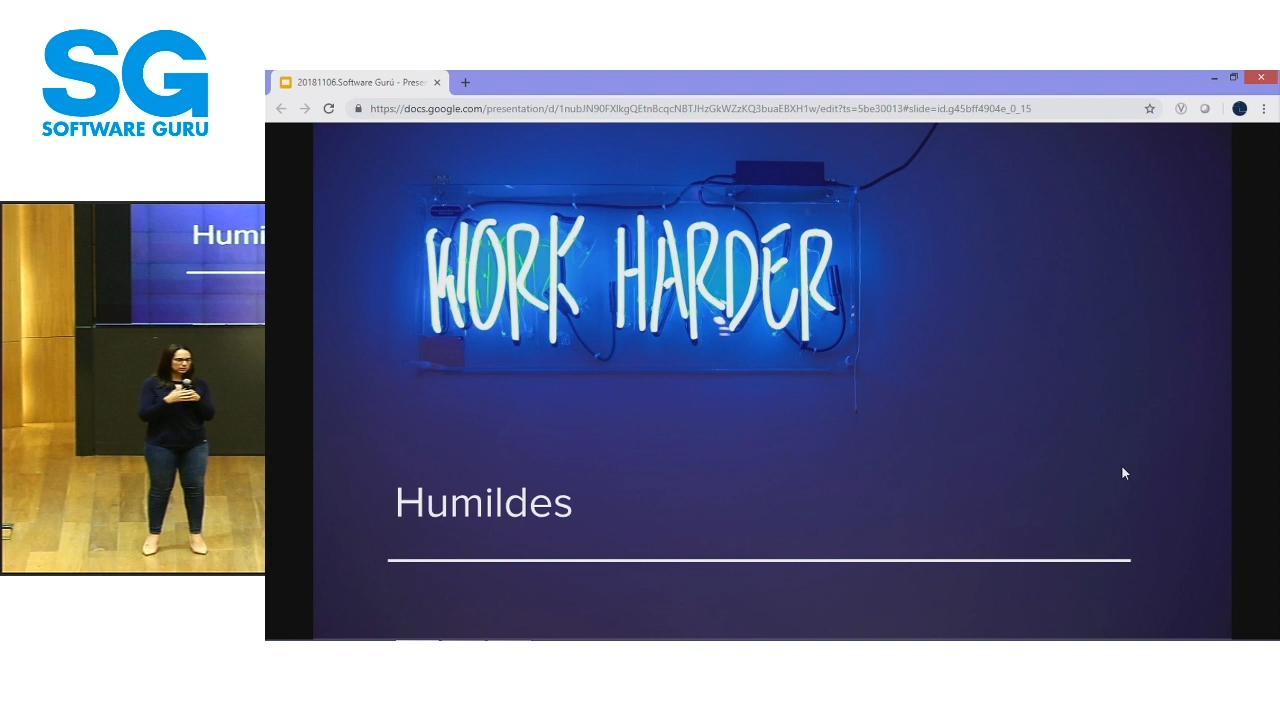 SG
SOFTWARE GURU
20181106.Software Gurú - Prese
https://docs.google.com/presentation/d/1nubJN90FXlkgQEtnBcqcNBTJHzGkWZzKQ3buaEBXH1w/edit?ts=5be30013#slide=id.g45bff4904e_0_15
WORK HARDER
Humi
Humildes